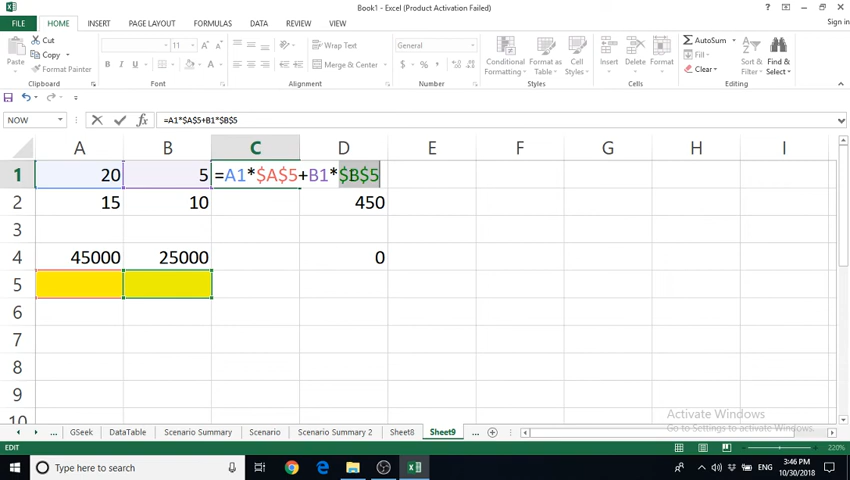 Book1 - Excel (Product Activation Failed)
Sign in
FILE HOME INSERT PAGE LAYOUT FORMULAS DATA REVIEW VIEW
Paste
Cut
Copy
Format Painter
Clipboard
11
B I U
Font
Wrap Text
Merge & Center
Alignment
General
$ % ,
Number
Conditional Formatting
Format as Table
Cell Styles
Styles
Insert Delete Format
Cells
AutoSum
Fill
Clear
Sort & Filter
Find & Select
Editing
NOW
=A1*$A$5+B1*$B$5
A B C D E F G H I
1 20 5 =A1*$A$5+B1*$B$5
2 15 10 450
3
4 45000 25000 0
5
6
7
8
9
10
Activate Windows
Go to Settings to activate Windows.
... GSeek DataTable Scenario Summary Scenario Scenario Summary 2 Sheet8 Sheet9 ...
EDIT
220%
Type here to search
ENG
3:46 PM
10/30/2018